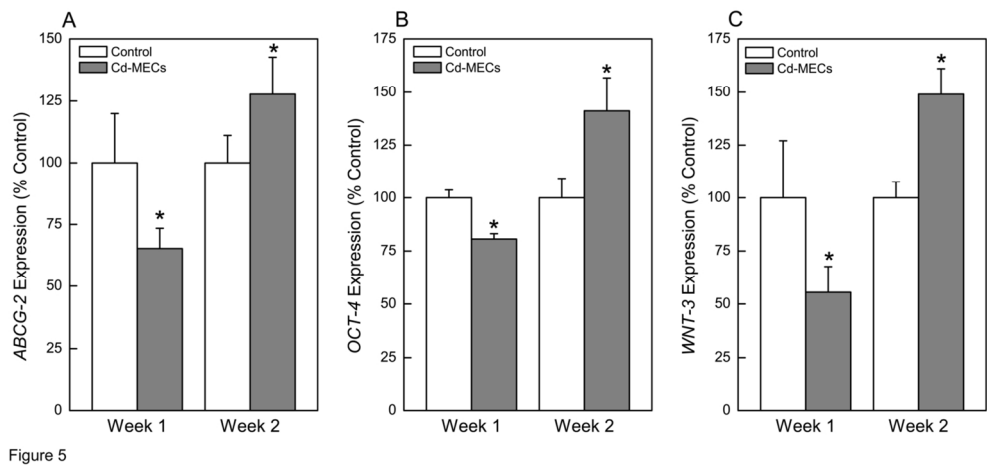 A
ABCG-2 Expression (% Control)
150
125
100
75
50
25
0
Control
Cd-MECs
*
*
Week 1
Week 2
B
OCT-4 Expression (% Control)
175
150
125
100
75
50
25
0
Control
Cd-MECs
*
*
Week 1
Week 2
C
WNT-3 Expression (% Control)
175
150
125
100
75
50
25
0
Control
Cd-MECs
*
*
Week 1
Week 2
Figure 5